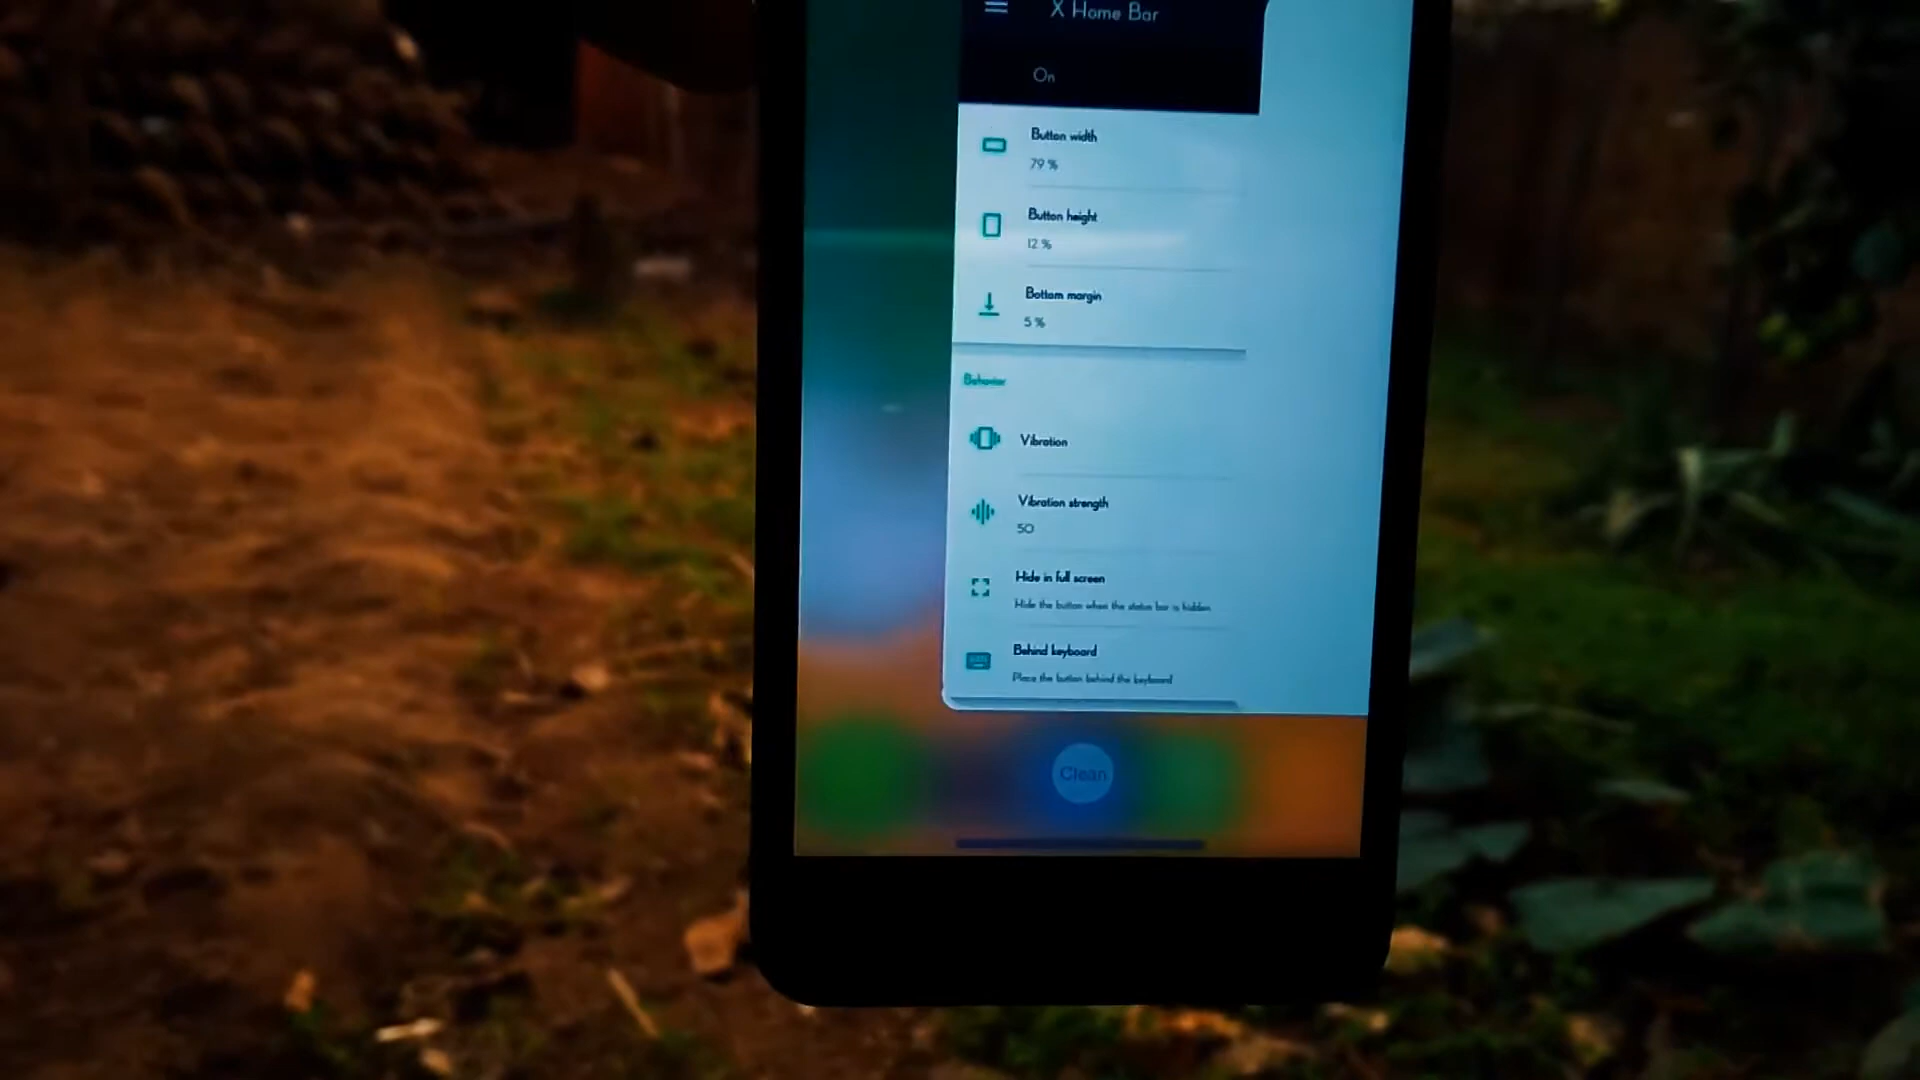 X Home Bar
On
Button width
79 %
Button height
12 %
Bottom margin
5 %
Behavior
Vibration
Vibration strength
50
Hide in full screen
Hide the button when the status bar is hidden
Behind keyboard
Place the button behind the keyboard
Clean